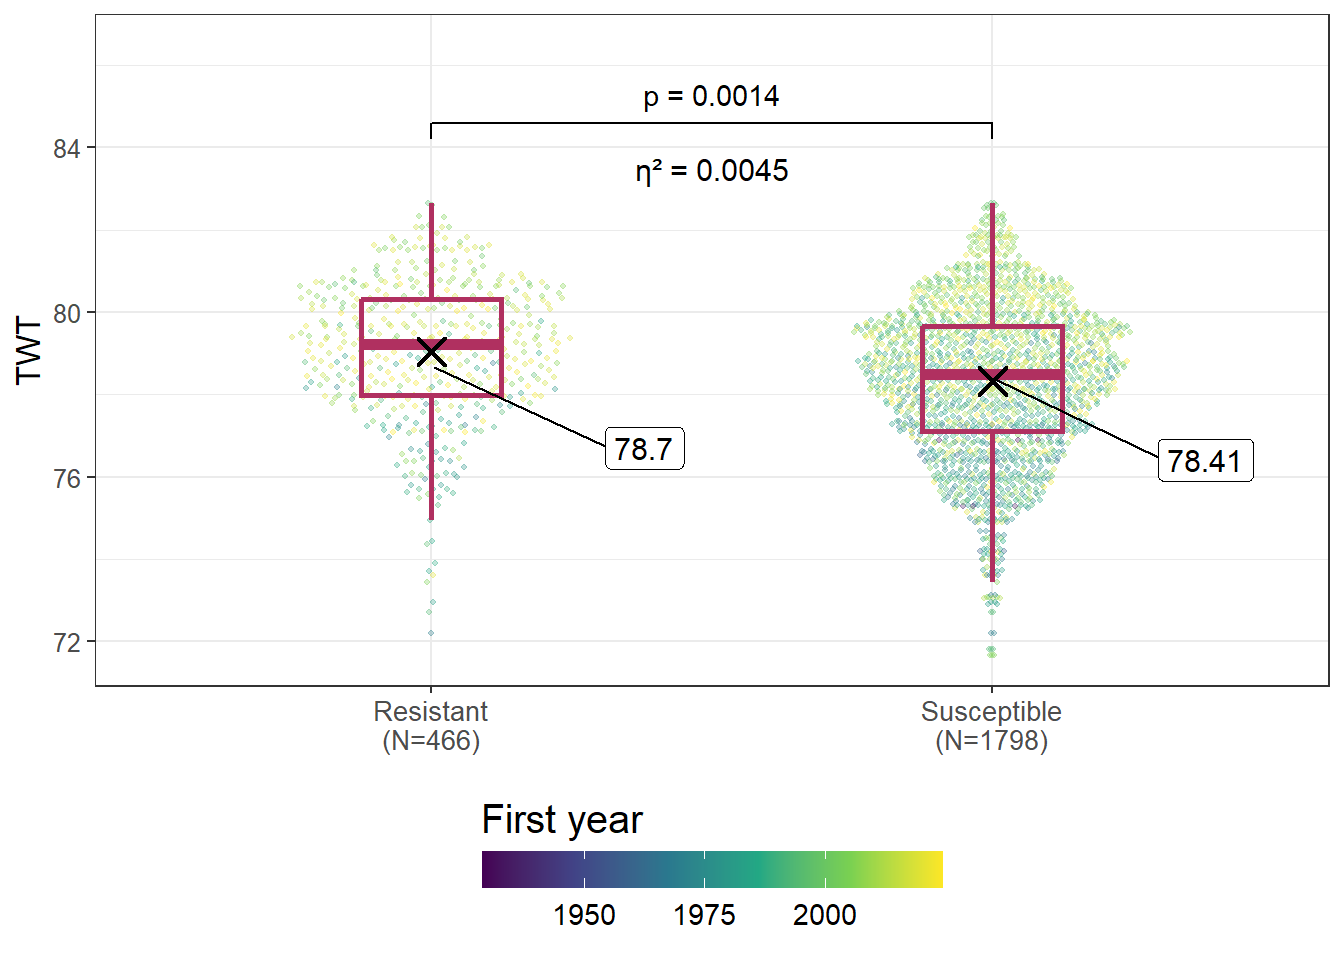 p = 0.0014
η² = 0.0045
84
80
76
72
TWT
78.7
78.41
Resistant
(N=466)
Susceptible
(N=1798)
First year
1950 1975 2000